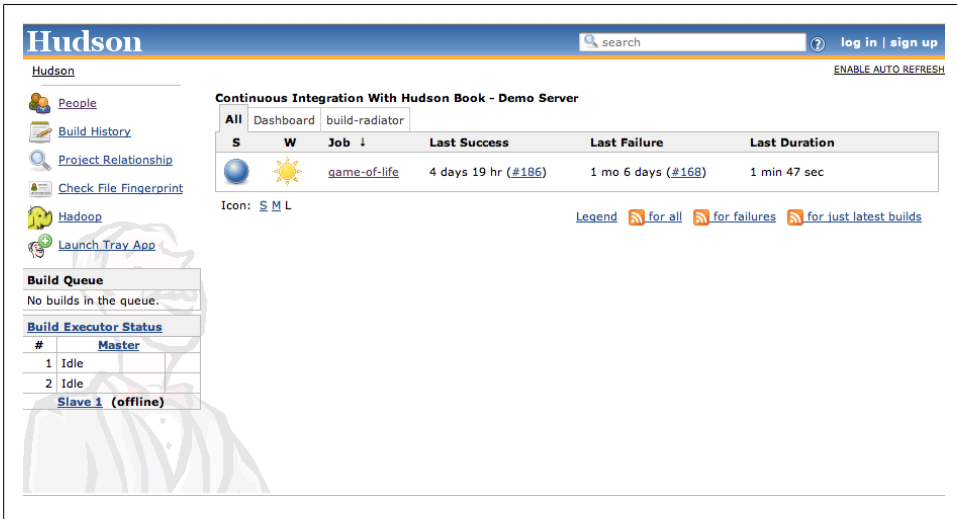 Hudson
search
log in | sign up
Hudson
ENABLE AUTO REFRESH
People
Build History
Project Relationship
Check File Fingerprint
Hadoop
Launch Tray App
Build Queue
No builds in the queue.
Build Executor Status
# Master
1 Idle
2 Idle
Slave 1 (offline)
Continuous Integration With Hudson Book - Demo Server
All Dashboard build-radiator
S W Job ↓ Last Success Last Failure Last Duration
game-of-life 4 days 19 hr (#186) 1 mo 6 days (#168) 1 min 47 sec
Icon: S M L
Legend for all for failures for just latest builds